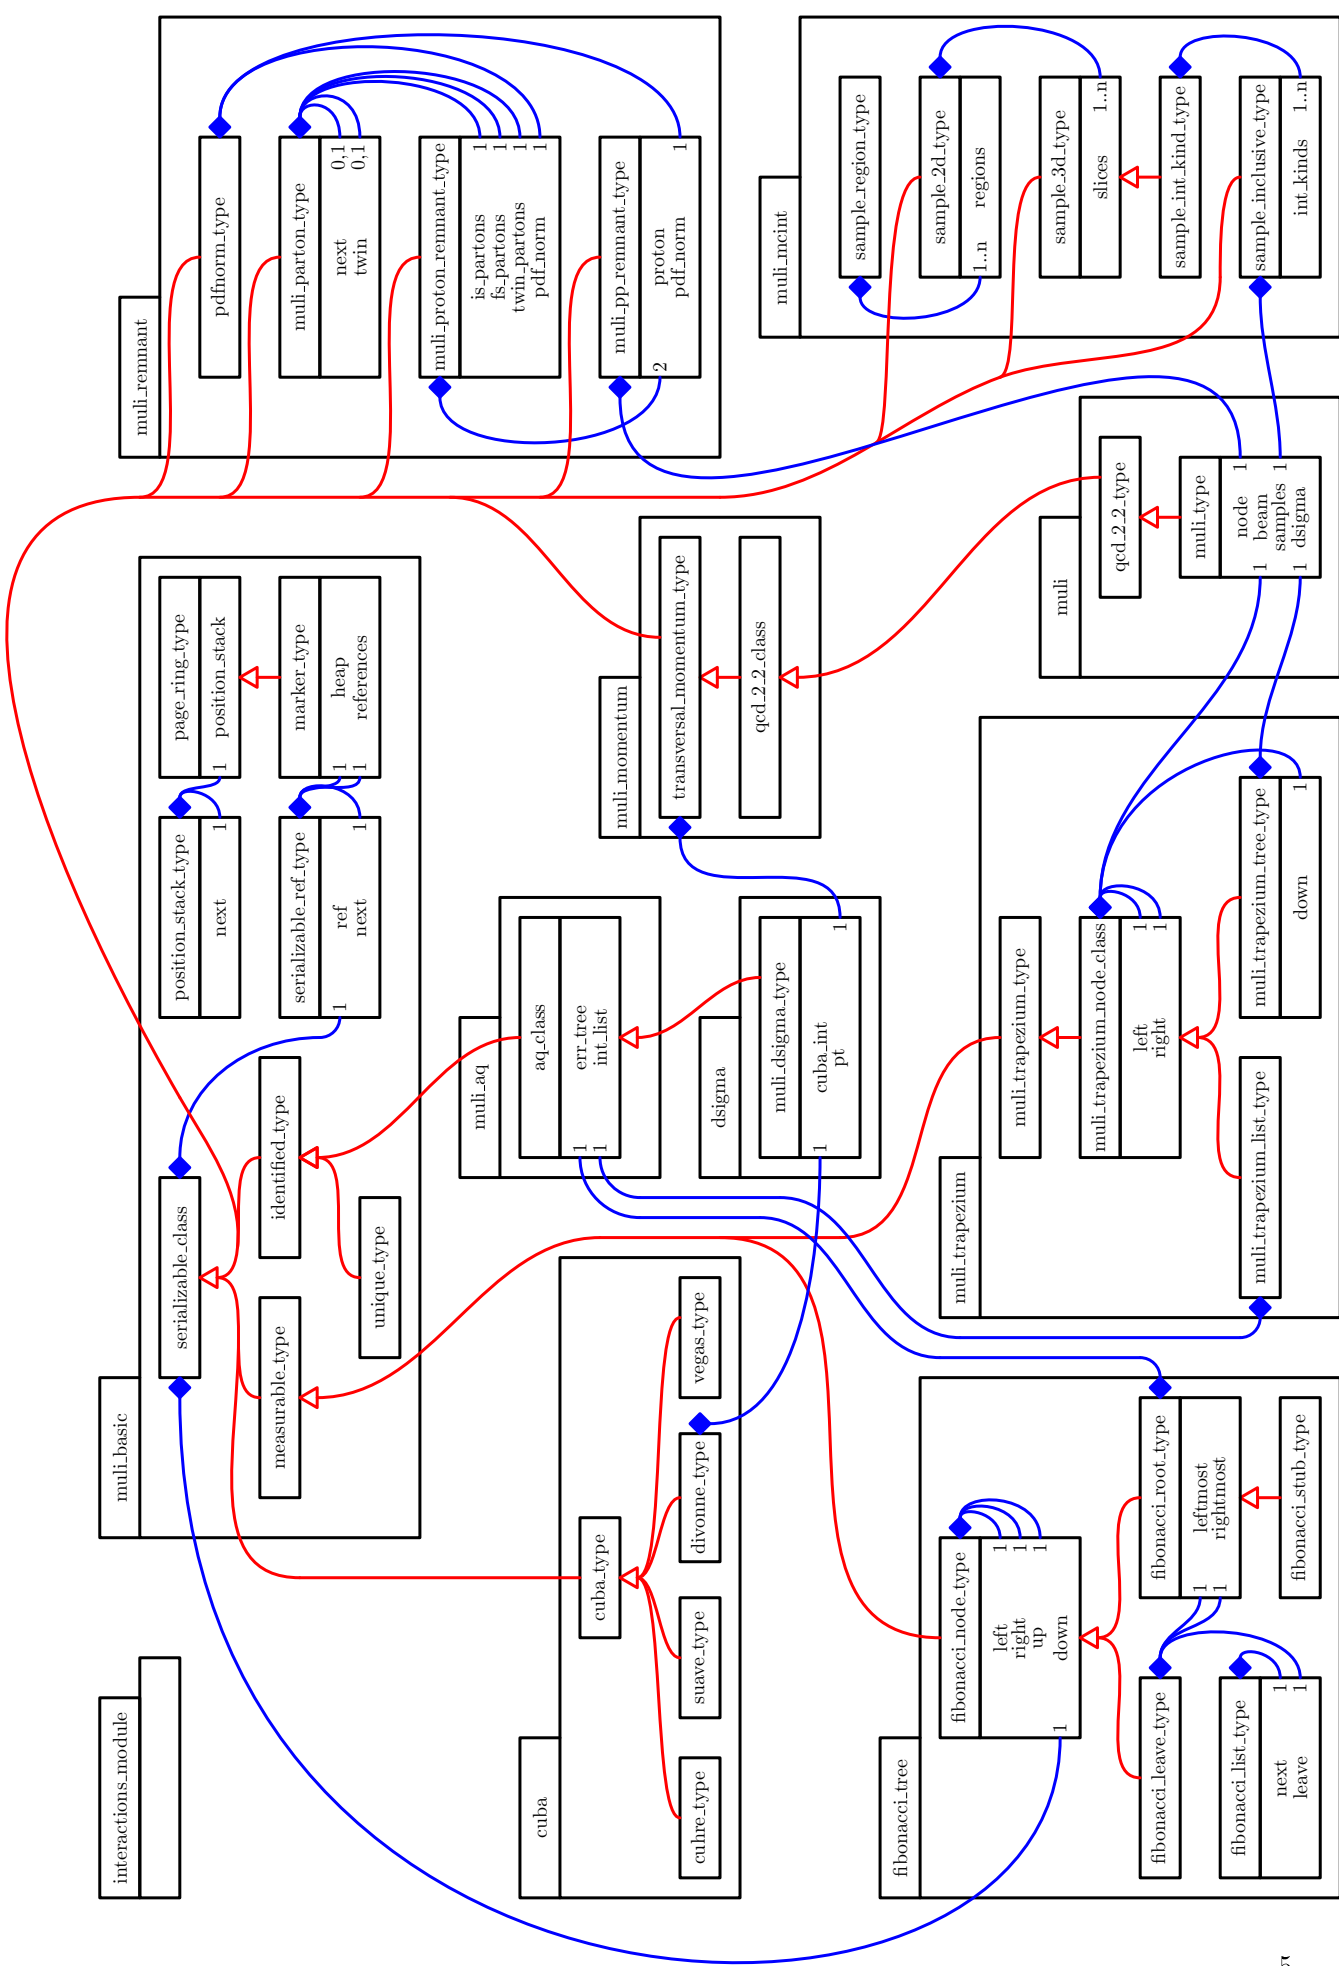 interactions_module
muli_basic
serializable_class
1
measurable_type
identified_type
unique_type
position_stack_type
next
1
serializable_ref_type
ref
next
1
1
page_ring_type
position_stack
1
marker_type
heap
references
1
1
muli_remnant
pdfnorm_type
muli_parton_type
next
twin
0,1
0,1
muli_proton_remnant_type
is_partons
fs_partons
twin_partons
pdf_norm
1
1
1
1
muli_pp_remnant_type
proton
pdf_norm
2
1
cuba
cuba_type
cuhre_type
suave_type
divonne_type
vegas_type
muli_aq
aq_class
err_tree
int_list
1
1
dsigma
muli_dsigma_type
cuba_int
pt
1
1
muli_momentum
transversal_momentum_type
qcd_2_2_class
muli_mcint
sample_region_type
sample_2d_type
regions
1..n
sample_3d_type
slices
1..n
sample_int_kind_type
sample_inclusive_type
int_kinds
1..n
fibonacci_tree
fibonacci_node_type
left
right
up
down
1
1
1
1
fibonacci_leave_type
fibonacci_list_type
next
leave
1
1
fibonacci_root_type
leftmost
rightmost
1
1
fibonacci_stub_type
muli_trapezium
muli_trapezium_type
muli_trapezium_node_class
left
right
1
1
muli_trapezium_list_type
muli_trapezium_tree_type
down
1
muli
qcd_2_2_type
muli_type
node
beam
samples
dsigma
1
1
1
1